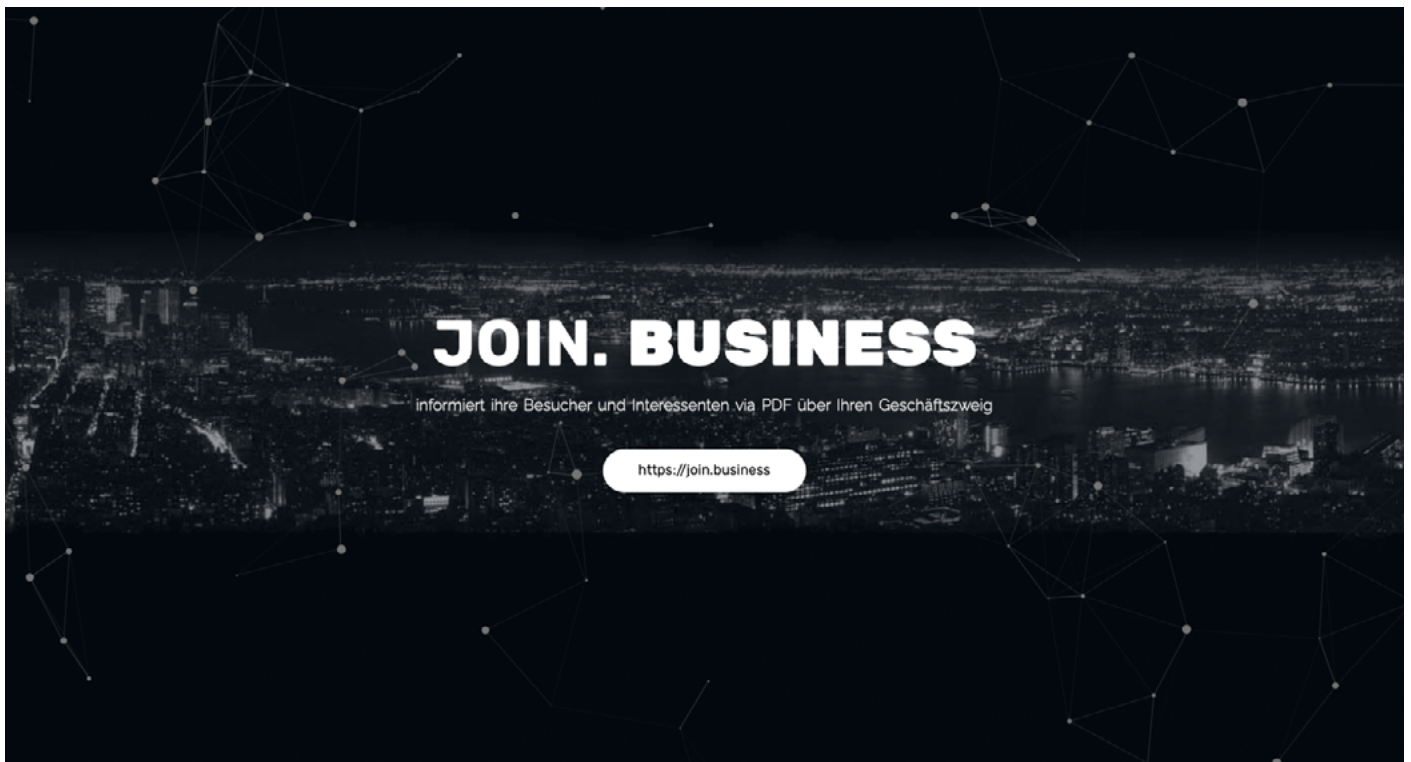 JOIN. BUSINESS
informiert ihre Besucher und Interessenten via PDF über Ihren Geschäftszweig
https://join.business